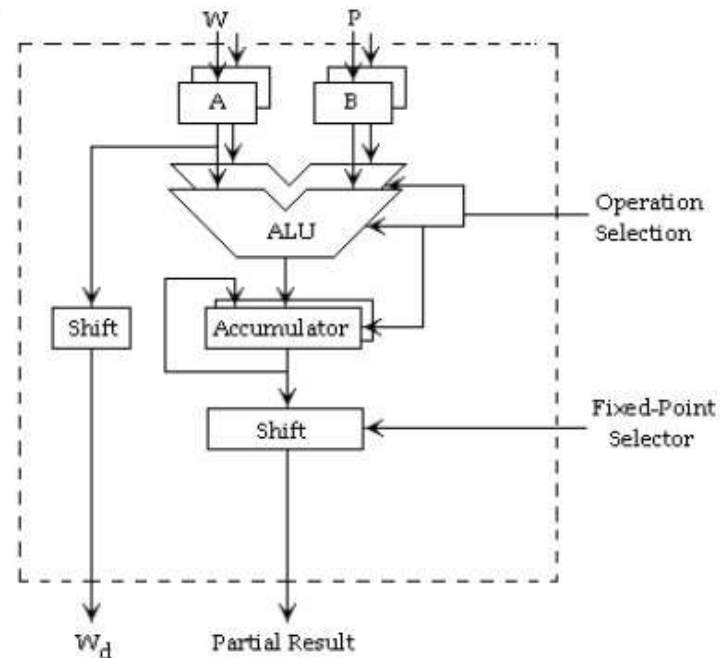 W
P
A
B
ALU
Operation
Selection
Shift
Accumulator
Fixed-Point
Selector
Shift
Wd
Partial Result